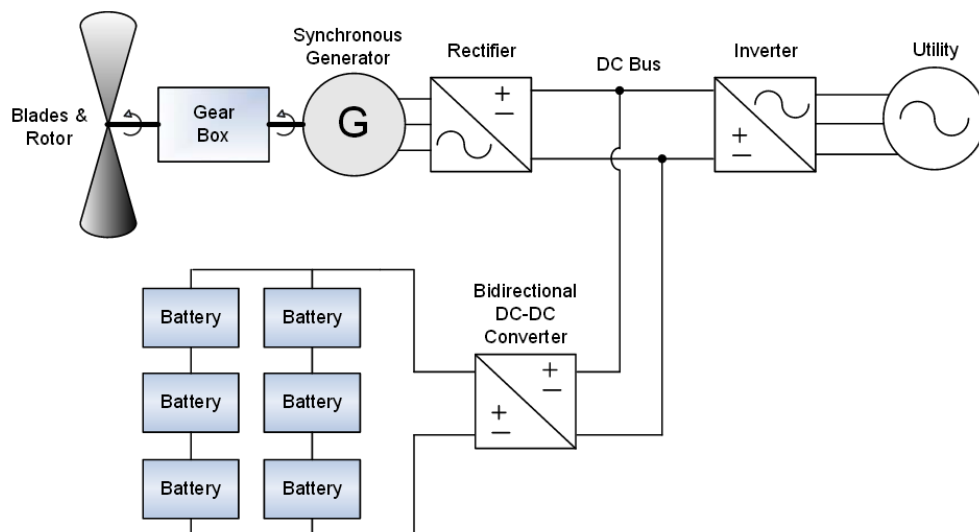 Synchronous
Generator
Rectifier
DC Bus
Inverter
Utility
Blades &
Rotor
Gear
Box
G
Bidirectional
DC-DC
Converter
Battery
Battery
Battery
Battery
Battery
Battery